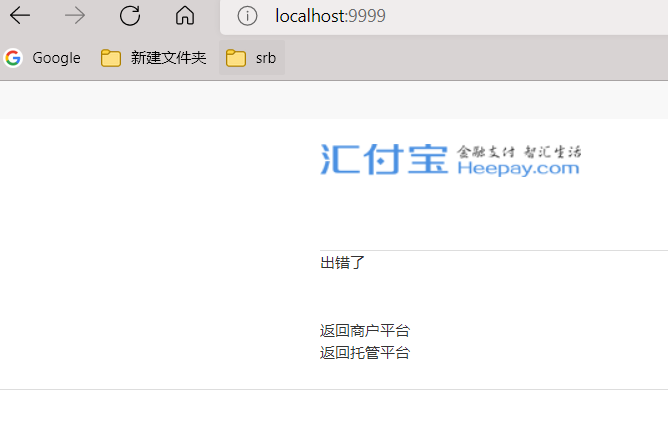 localhost:9999
Google 新建文件夹 srb
汇付宝 金融支付 智汇生活
Heepay.com
出错了
返回商户平台
返回托管平台